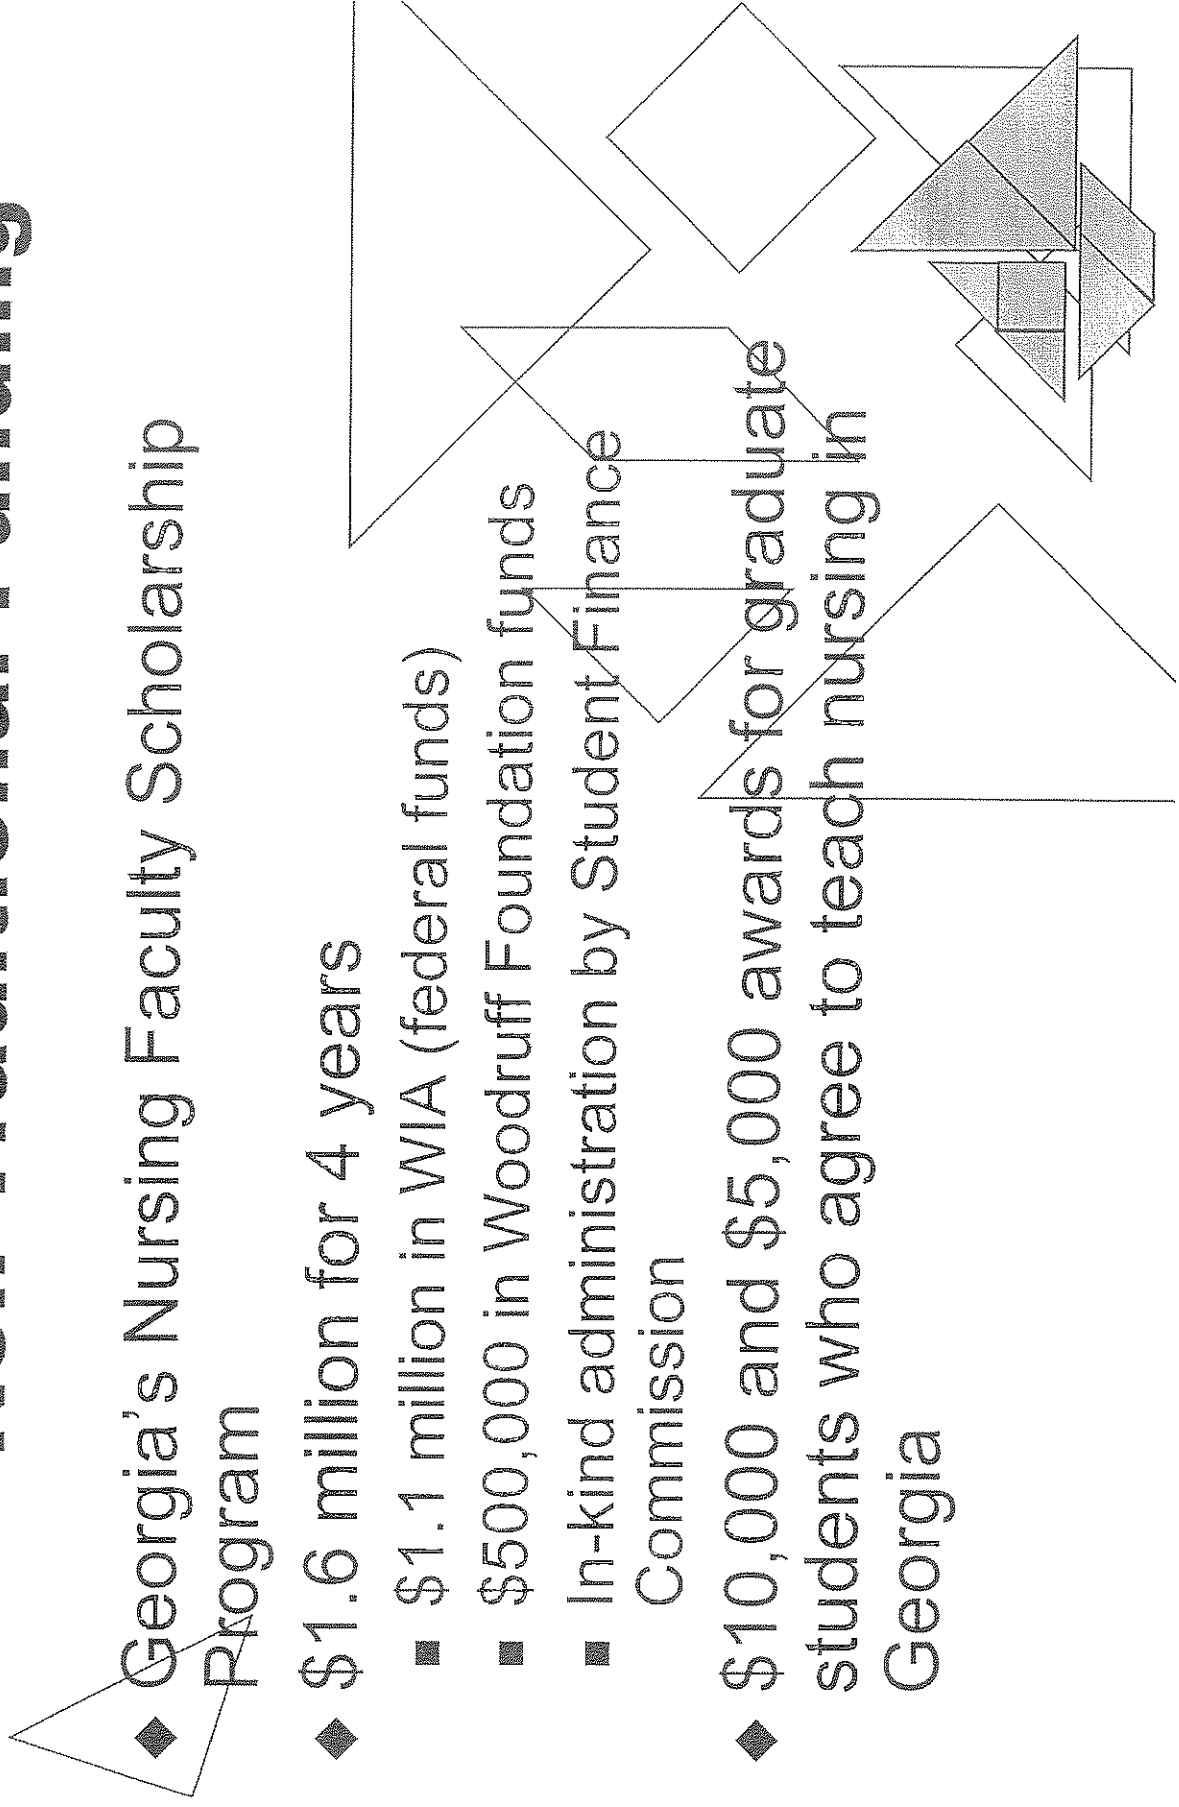 ◆ Georgia's Nursing Faculty Scholarship
Program
◆ $1.6 million for 4 years
■ $1.1 million in WIA (federal funds)
■ $500,000 in Woodruff Foundation funds
■ In-kind administration by Student Finance
Commission
◆ $10,000 and $5,000 awards for graduate
students who agree to teach nursing in
Georgia